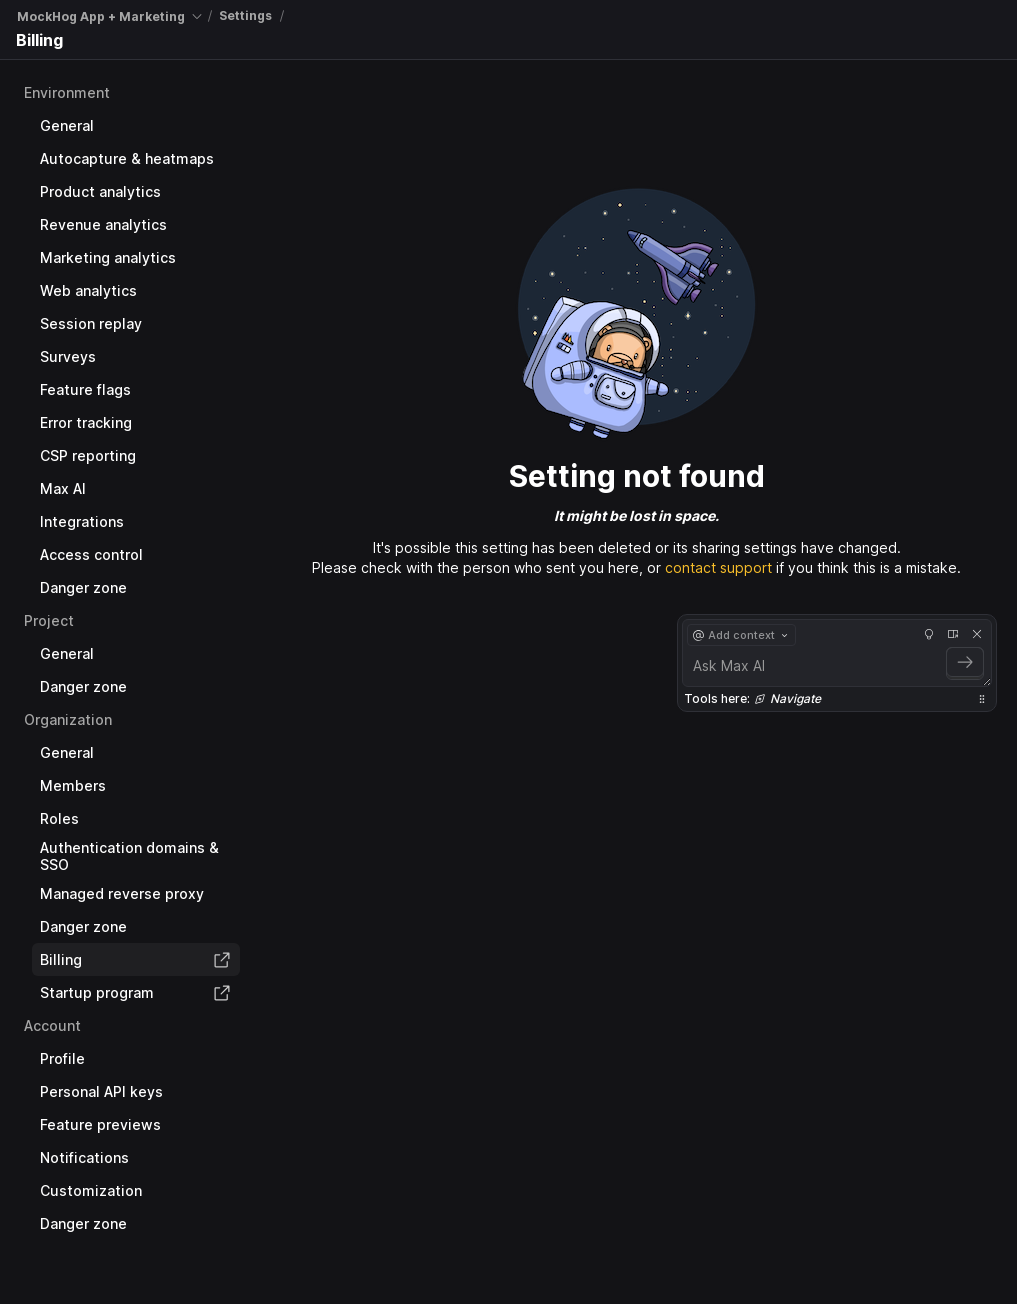 MockHog App + Marketing / Settings /
Billing
Environment
General
Autocapture & heatmaps
Product analytics
Revenue analytics
Marketing analytics
Web analytics
Session replay
Surveys
Feature flags
Error tracking
CSP reporting
Max AI
Integrations
Access control
Danger zone
Project
General
Danger zone
Organization
General
Members
Roles
Authentication domains &
SSO
Managed reverse proxy
Danger zone
Billing
Startup program
Account
Profile
Personal API keys
Feature previews
Notifications
Customization
Danger zone
Setting not found
It might be lost in space.
It's possible this setting has been deleted or its sharing settings have changed.
Please check with the person who sent you here, or contact support if you think this is a mistake.
@ Add context
Ask Max AI
Tools here: Navigate